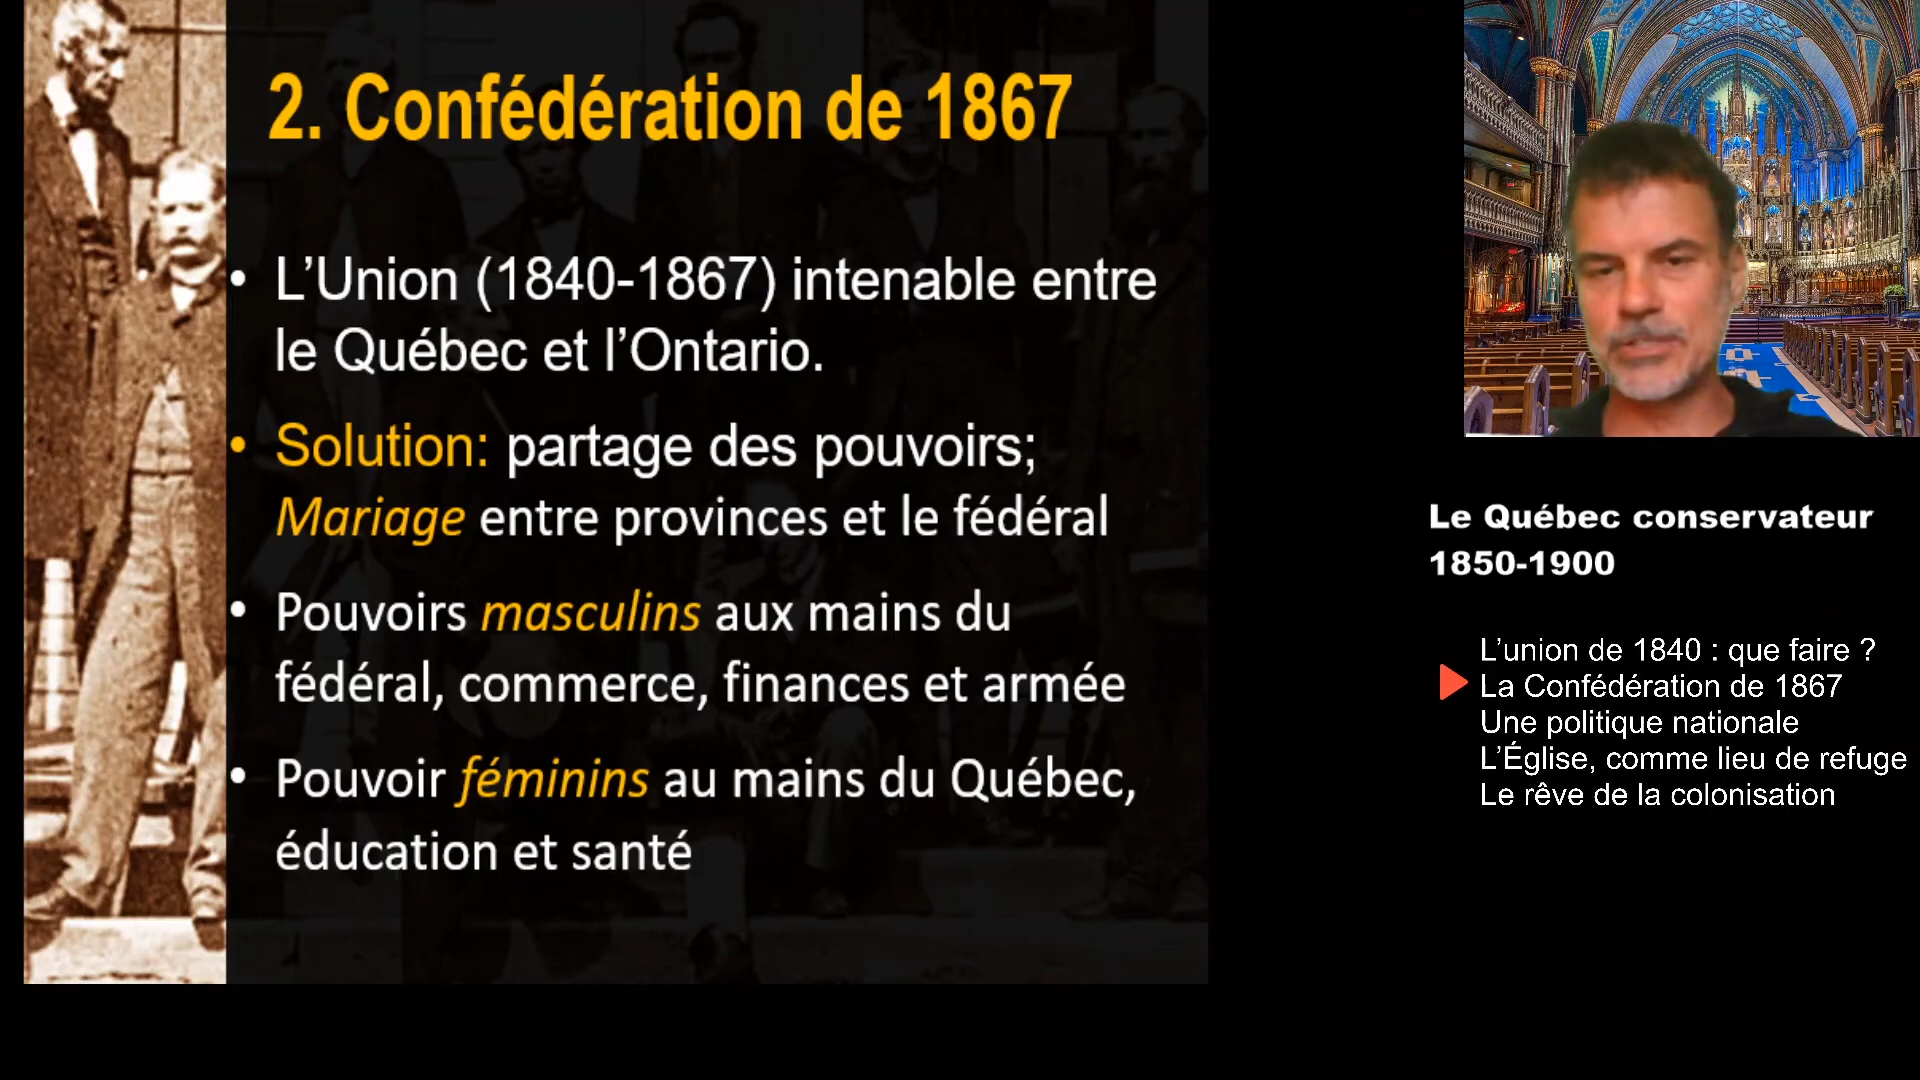 2. Confédération de 1867
• L’Union (1840-1867) intenable entre
le Québec et l’Ontario.
• Solution: partage des pouvoirs;
Mariage entre provinces et le fédéral
• Pouvoirs masculins aux mains du
fédéral, commerce, finances et armée
• Pouvoir féminins au mains du Québec,
éducation et santé
Le Québec conservateur
1850-1900
L’union de 1840 : que faire ?
La Confédération de 1867
Une politique nationale
L’Église, comme lieu de refuge
Le rêve de la colonisation